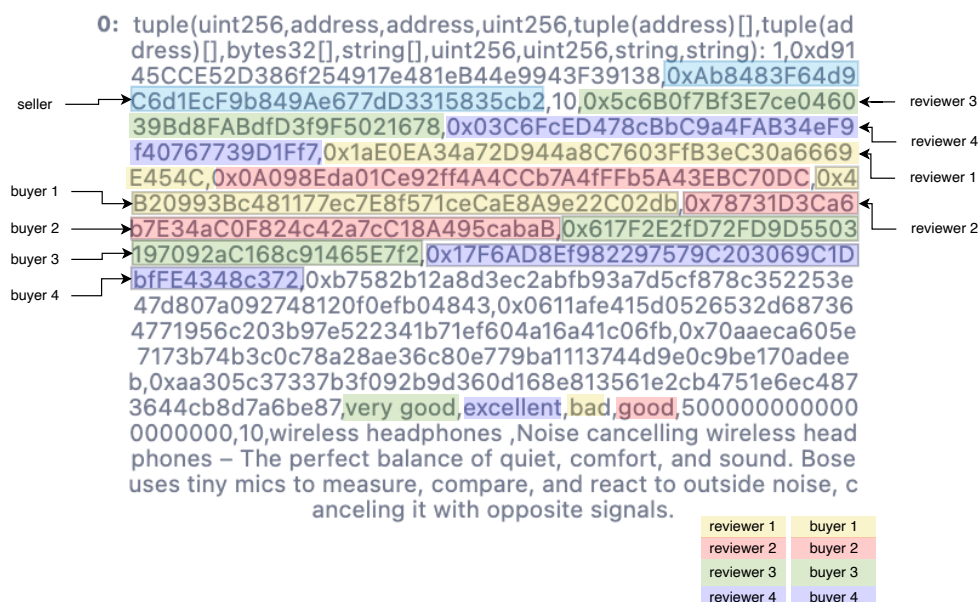 0: tuple(uint256,address,address,uint256,tuple(address)[],tuple(ad
dress)[],bytes32[],string[],uint256,uint256,string,string): 1,0xd91
45CCE52D386f254917e481eB44e9943F39138,0xAb8483F64d9
seller
C6d1EcF9b849Ae677dD3315835cb2,10,0x5c6B0f7Bf3E7ce0460
reviewer 3
39Bd8FABdfD3f9F5021678,0x03C6FcED478cBbC9a4FAB34eF9
reviewer 4
f40767739D1Ff7,0x1aE0EA34a72D944a8C7603FfB3eC30a6669
reviewer 1
E454C,0x0A098Eda01Ce92ff4A4CCb7A4fFFb5A43EBC70DC,0x4
buyer 1
B20993Bc481177ec7E8f571ceCaE8A9e22C02db,0x78731D3Ca6
reviewer 2
buyer 2
b7E34aC0F824c42a7cC18A495cabaB,0x617F2E2fD72FD9D5503
buyer 3
197092aC168c91465E7f2,0x17F6AD8Ef982297579C203069C1D
buyer 4
bfFE4348c372,0xb7582b12a8d3ec2abfb93a7d5cf878c352253e
47d807a092748120f0efb04843,0x0611afe415d0526532d68736
4771956c203b97e522341b71ef604a16a41c06fb,0x70aaeca605e
7173b74b3c0c78a28ae36c80e779ba1113744d9e0c9be170adee
b,0xaa305c37337b3f092b9d360d168e813561e2cb4751e6ec487
3644cb8d7a6be87,very good,excellent,bad,good,500000000000
0000000,10,wireless headphones ,Noise cancelling wireless head
phones – The perfect balance of quiet, comfort, and sound. Bose
uses tiny mics to measure, compare, and react to outside noise, c
anceling it with opposite signals.
reviewer 1 buyer 1
reviewer 2 buyer 2
reviewer 3 buyer 3
reviewer 4 buyer 4